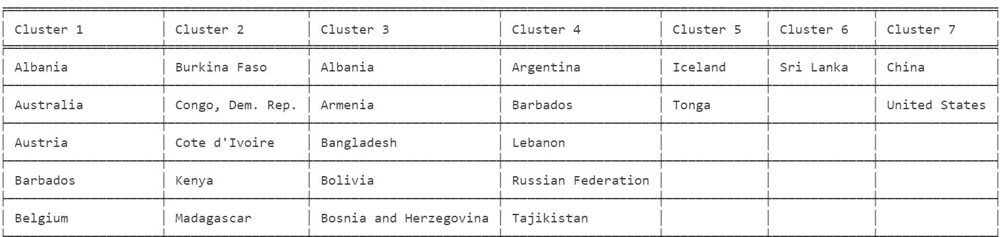 Cluster 1 Cluster 2 Cluster 3 Cluster 4 Cluster 5 Cluster 6 Cluster 7
Albania Burkina Faso Albania Argentina Iceland Sri Lanka China
Australia Congo, Dem. Rep. Armenia Barbados Tonga United States
Austria Cote d'Ivoire Bangladesh Lebanon
Barbados Kenya Bolivia Russian Federation
Belgium Madagascar Bosnia and Herzegovina Tajikistan